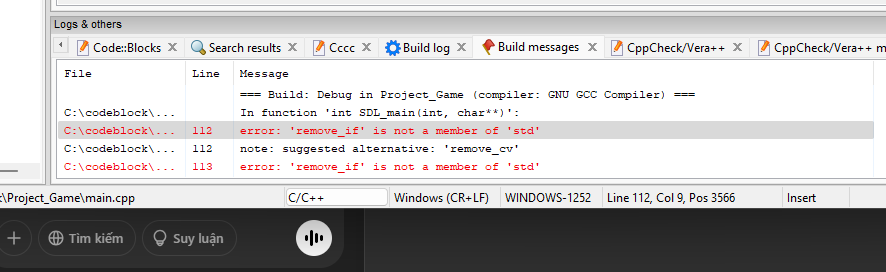 Logs & others
Code::Blocks Search results Cccc Build log Build messages CppCheck/Vera++ CppCheck/Vera++ m
File Line Message
=== Build: Debug in Project_Game (compiler: GNU GCC Compiler) ===
C:\codeblock\... In function 'int SDL_main(int, char**)':
C:\codeblock\... 112 error: 'remove_if' is not a member of 'std'
C:\codeblock\... 112 note: suggested alternative: 'remove_cv'
C:\codeblock\... 113 error: 'remove_if' is not a member of 'std'
:\Project_Game\main.cpp C/C++ Windows (CR+LF) WINDOWS-1252 Line 112, Col 9, Pos 3566 Insert
Tìm kiếm Suy luận